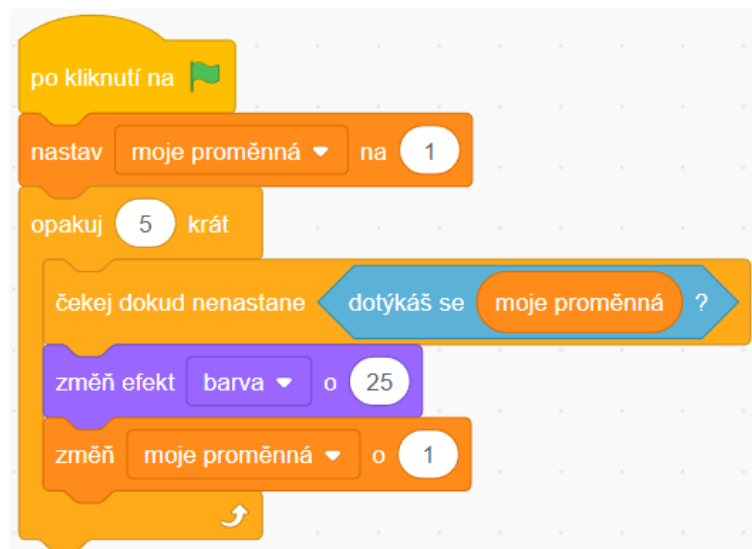 po kliknutí na
nastav moje proměnná na 1
opakuj 5 krát
čekej dokud nenastane dotýkáš se moje proměnná ?
změň efekt barva o 25
změň moje proměnná o 1